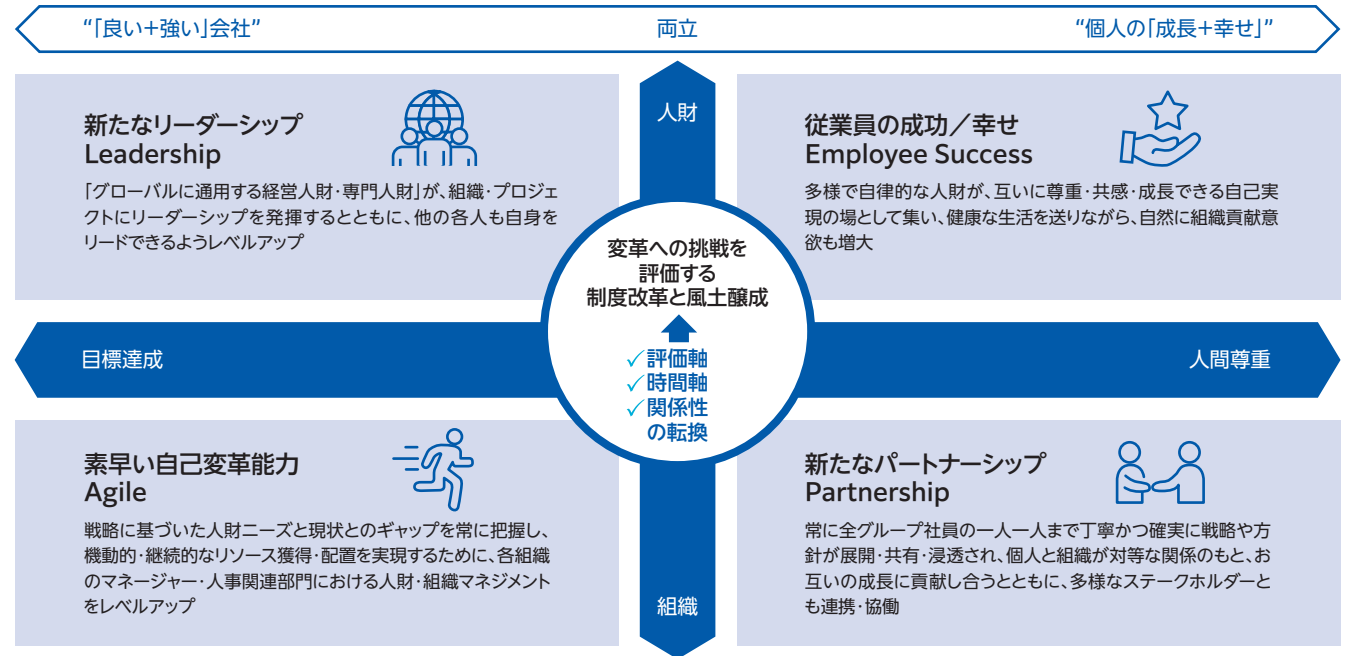 “「良い+強い」会社”
両立
“個人の「成長+幸せ」”
人財
新たなリーダーシップ
Leadership
「グローバルに通用する経営人財・専門人財」が、組織・プロジェ
クトにリーダーシップを発揮するとともに、他の各人も自身を
リードできるようレベルアップ
従業員の成功／幸せ
Employee Success
多様で自律的な人財が、互いに尊重・共感・成長できる自己実
現の場として集い、健康な生活を送りながら、自然に組織貢献意
欲も増大
変革への挑戦を
評価する
制度改革と風土醸成
✓評価軸
✓時間軸
✓関係性
の転換
目標達成
人間尊重
素早い自己変革能力
Agile
戦略に基づいた人財ニーズと現状とのギャップを常に把握し、
機動的・継続的なリソース獲得・配置を実現するために、各組織
のマネージャー・人事関連部門における人財・組織マネジメント
をレベルアップ
新たなパートナーシップ
Partnership
常に全グループ社員の一人一人まで丁寧かつ確実に戦略や方
針が展開・共有・浸透され、個人と組織が対等な関係のもと、お
互いの成長に貢献し合うとともに、多様なステークホルダーと
も連携・協働
組織